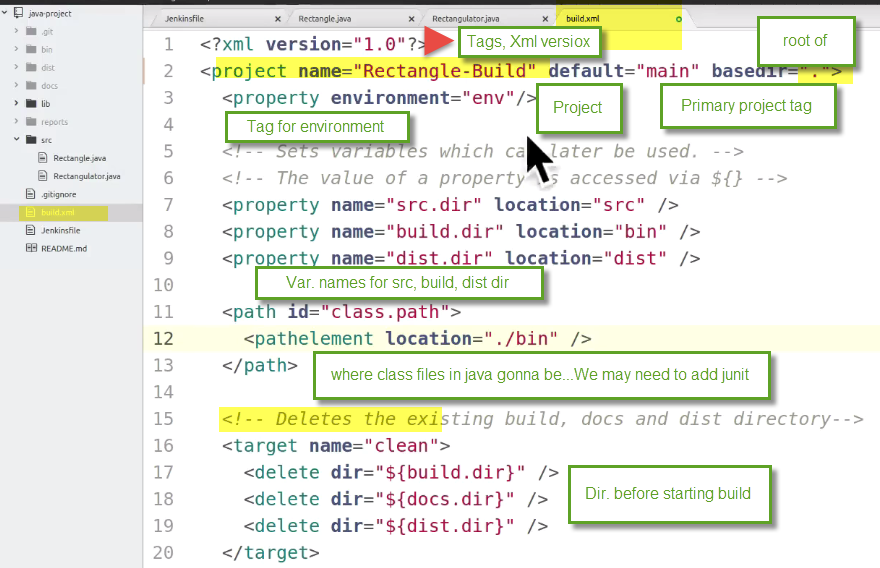 java-project
.git
bin
dist
docs
lib
reports
src
Rectangle.java
Rectangulator.java
.gitignore
build.xml
Jenkinsfile
README.md
Jenkinsfile
Rectangle.java
Rectangulator.java
build.xml
1 <?xml version="1.0"?>
Tags, Xml versiox
root of
2 <project name="Rectangle-Build" default="main" basedir=".">
3 <property environment="env"/>
Project
Primary project tag
4
Tag for environment
5 <!-- Sets variables which can later be used. -->
6 <!-- The value of a property is accessed via ${} -->
7 <property name="src.dir" location="src" />
8 <property name="build.dir" location="bin" />
9 <property name="dist.dir" location="dist" />
10
Var. names for src, build, dist dir
11 <path id="class.path">
12 <pathelement location="./bin" />
13 </path>
where class files in java gonna be...We may need to add junit
14
15 <!-- Deletes the existing build, docs and dist directory-->
16 <target name="clean">
17 <delete dir="${build.dir}" />
18 <delete dir="${docs.dir}" />
Dir. before starting build
19 <delete dir="${dist.dir}" />
20 </target>